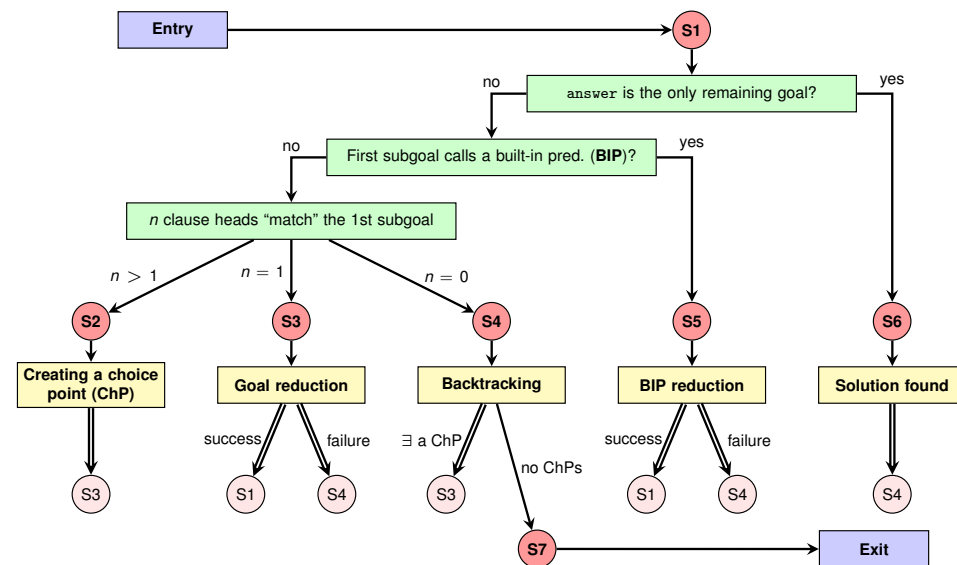 Entry
S1
no
answer is the only remaining goal?
yes
no
First subgoal calls a built-in pred. (BIP)?
yes
n clause heads “match” the 1st subgoal
n > 1
n = 1
n = 0
S2
S3
S4
S5
S6
Creating a choice
point (ChP)
Goal reduction
Backtracking
BIP reduction
Solution found
success
failure
∃ a ChP
no ChPs
success
failure
S3
S1
S4
S3
S1
S4
S4
S7
Exit